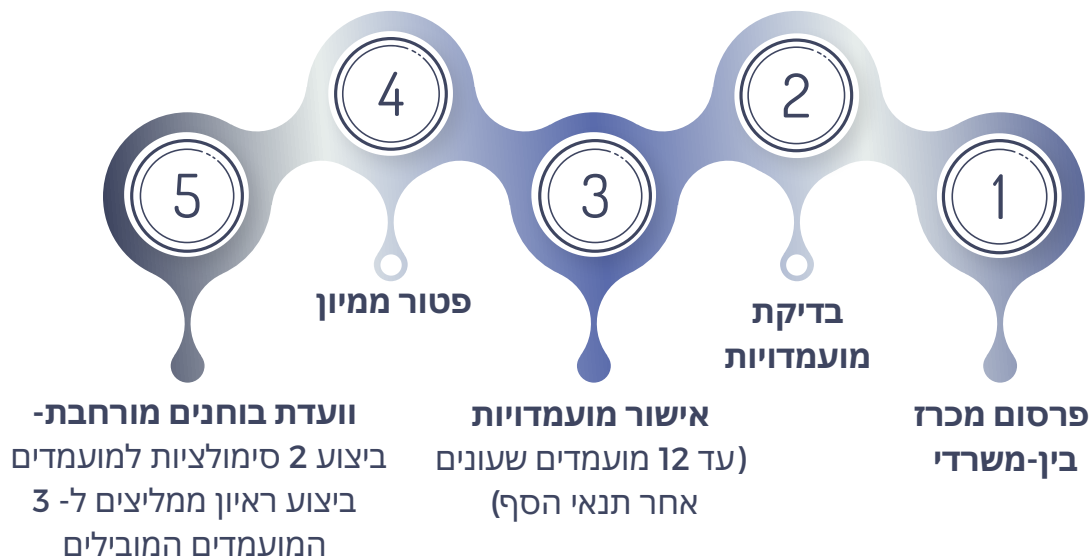 1
פרסום מכרז
בין-משרדי
2
בדיקת
מועמדויות
3
אישור מועמדויות
(עד 12 מועמדים שעונים
אחר תנאי הסף)
4
פטור ממיון
5
וועדת בוחנים מורחבת-
ביצוע 2 סימולציות למועמדים
ביצוע ראיון ממליצים ל- 3
המועמדים המובילים